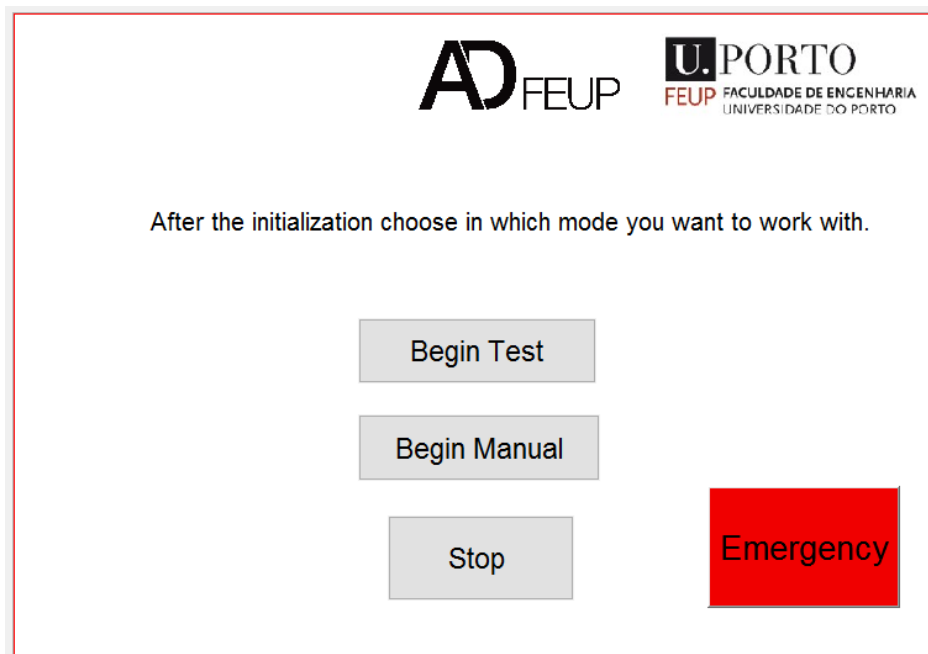 AD FEUP
U.PORTO
FEUP FACULDADE DE ENGENHARIA
UNIVERSIDADE DO PORTO
After the initialization choose in which mode you want to work with.
Begin Test
Begin Manual
Stop
Emergency